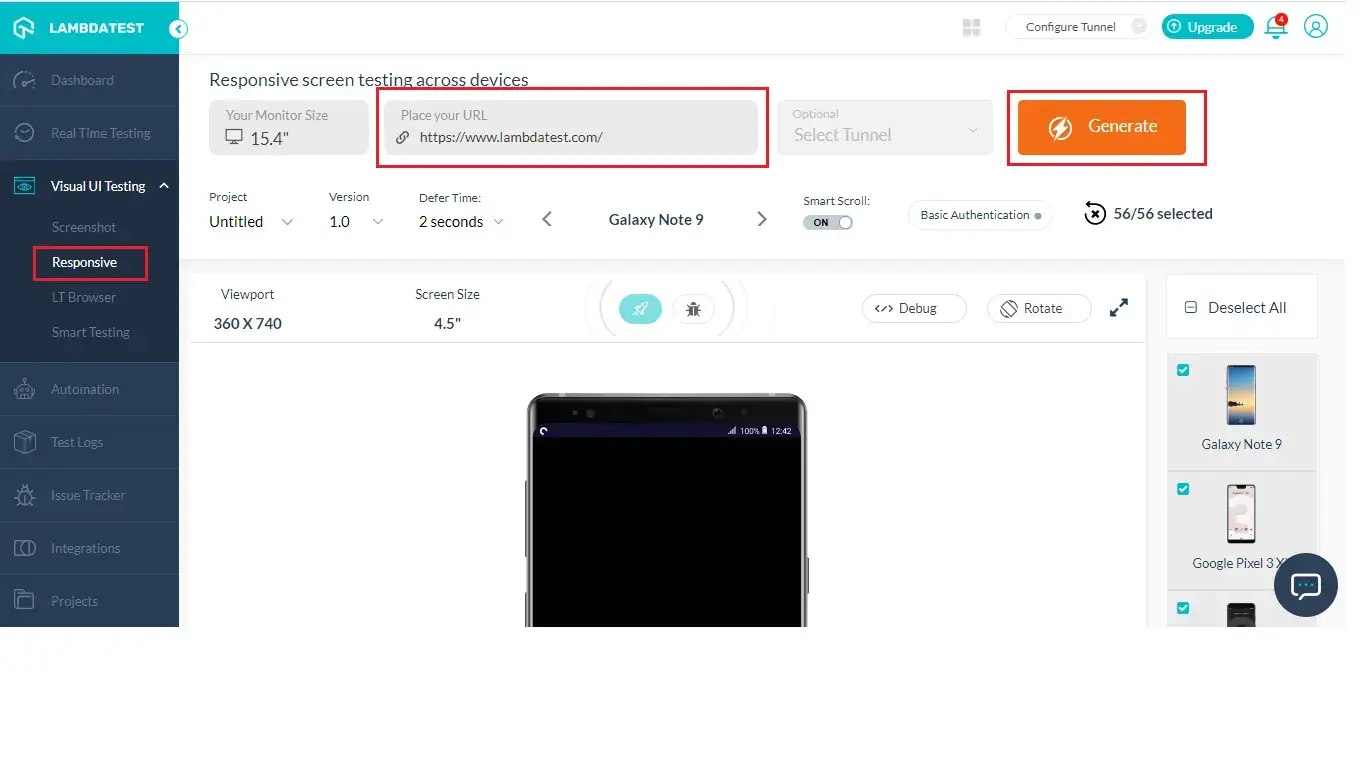 LAMBDATEST
Configure Tunnel ?
Upgrade
4
Dashboard
Real Time Testing
Visual UI Testing
Screenshot
Responsive
LT Browser
Smart Testing
Automation
Test Logs
Issue Tracker
Integrations
Projects
Responsive screen testing across devices
Your Monitor Size
15.4"
Place your URL
https://www.lambdatest.com/
Optional
Select Tunnel
Generate
Project
Untitled
Version
1.0
Defer Time:
2 seconds
Galaxy Note 9
Smart Scroll:
ON
Basic Authentication
56/56 selected
Viewport
360 X 740
Screen Size
4.5"
Debug
Rotate
100% 12:42
Deselect All
Galaxy Note 9
Google Pixel 3 X